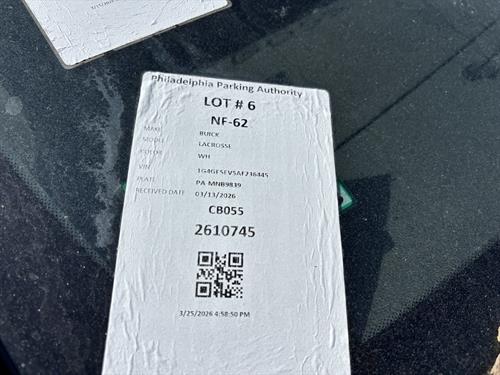 Philadelphia Parking Authority
LOT # 6
NF-62
MAKE BUICK
MODEL LACROSSE
COLOR WH
VIN 1G4GE5EV5AF236445
PLATE PA-MNB9839
RECEIVED DATE 03/13/2026
CB055
2610745
3/25/2026 4:58:50 PM